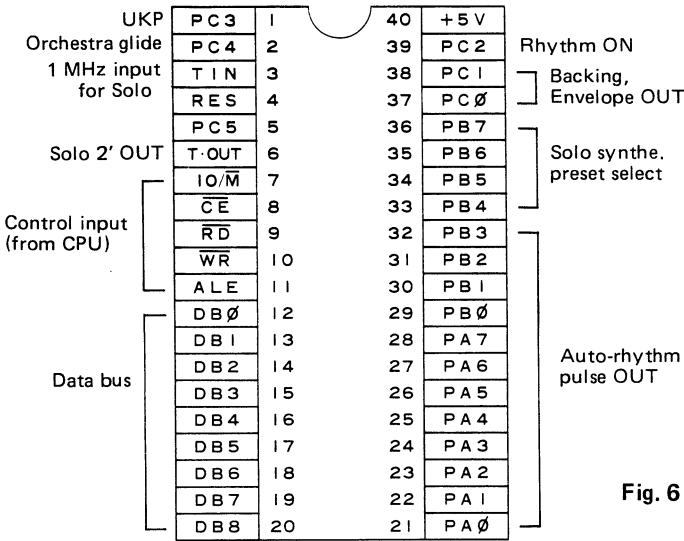 UKP PC3 1 40 +5V
Orchestra glide PC4 2 39 PC2 Rhythm ON
1 MHz input TIN 3 38 PC1 Backing,
for Solo RES 4 37 PCØ Envelope OUT
PC5 5 36 PB7
Solo 2' OUT T·OUT 6 35 PB6 Solo synthe.
IO/M̅ 7 34 PB5 preset select
C̅E̅ 8 33 PB4
Control input R̅D̅ 9 32 PB3
(from CPU) W̅R̅ 10 31 PB2
ALE 11 30 PB1
DBØ 12 29 PBØ
DB1 13 28 PA7
DB2 14 27 PA6 Auto-rhythm
Data bus DB3 15 26 PA5 pulse OUT
DB4 16 25 PA4
DB5 17 24 PA3
DB6 18 23 PA2
DB7 19 22 PA1 Fig. 6
DB8 20 21 PAØ